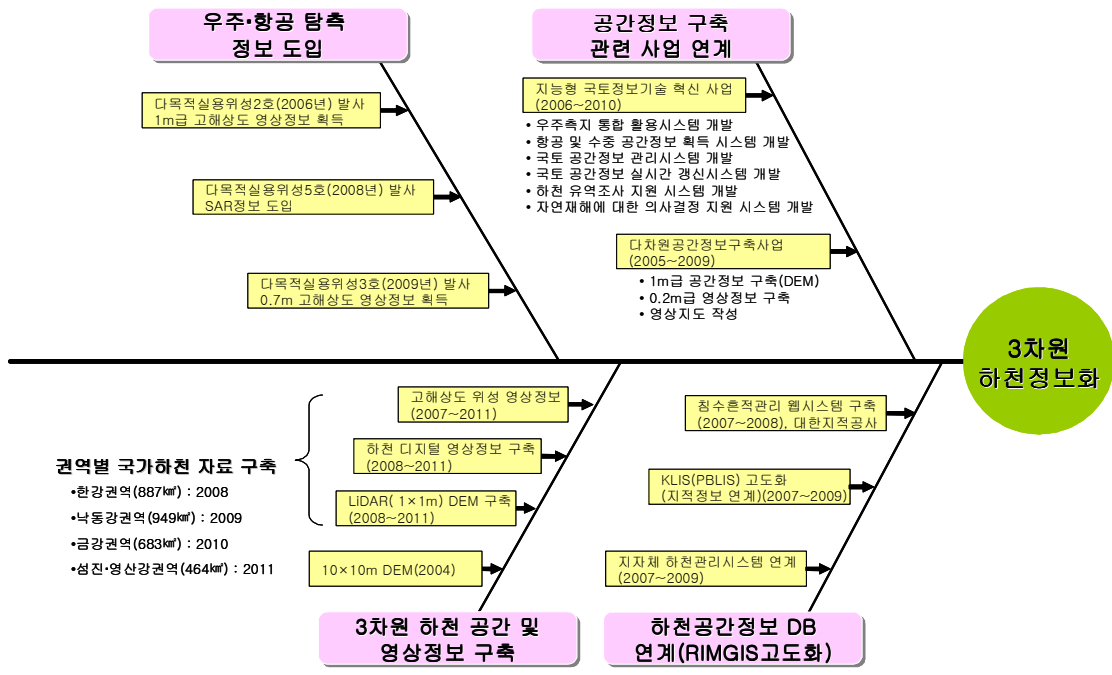 우주•항공 탐측
정보 도입
다목적실용위성2호(2006년) 발사
1m급 고해상도 영상정보 획득
다목적실용위성5호(2008년) 발사
SAR정보 도입
다목적실용위성3호(2009년) 발사
0.7m 고해상도 영상정보 획득
공간정보 구축
관련 사업 연계
지능형 국토정보기술 혁신 사업
(2006~2010)
• 우주측지 통합 활용시스템 개발
• 항공 및 수중 공간정보 획득 시스템 개발
• 국토 공간정보 관리시스템 개발
• 국토 공간정보 실시간 갱신시스템 개발
• 하천 유역조사 지원 시스템 개발
• 자연재해에 대한 의사결정 지원 시스템 개발
다차원공간정보구축사업
(2005~2009)
• 1m급 공간정보 구축(DEM)
• 0.2m급 영상정보 구축
• 영상지도 작성
3차원
하천정보화
고해상도 위성 영상정보
(2007~2011)
하천 디지털 영상정보 구축
(2008~2011)
LiDAR( 1×1m) DEM 구축
(2008~2011)
10×10m DEM(2004)
권역별 국가하천 자료 구축
•한강권역(887㎢) : 2008
•낙동강권역(949㎢) : 2009
•금강권역(683㎢) : 2010
•섬진•영산강권역(464㎢) : 2011
3차원 하천 공간 및
영상정보 구축
침수흔적관리 웹시스템 구축
(2007~2008), 대한지적공사
KLIS(PBLIS) 고도화
(지적정보 연계)(2007~2009)
지자체 하천관리시스템 연계
(2007~2009)
하천공간정보 DB
연계(RIMGIS고도화)